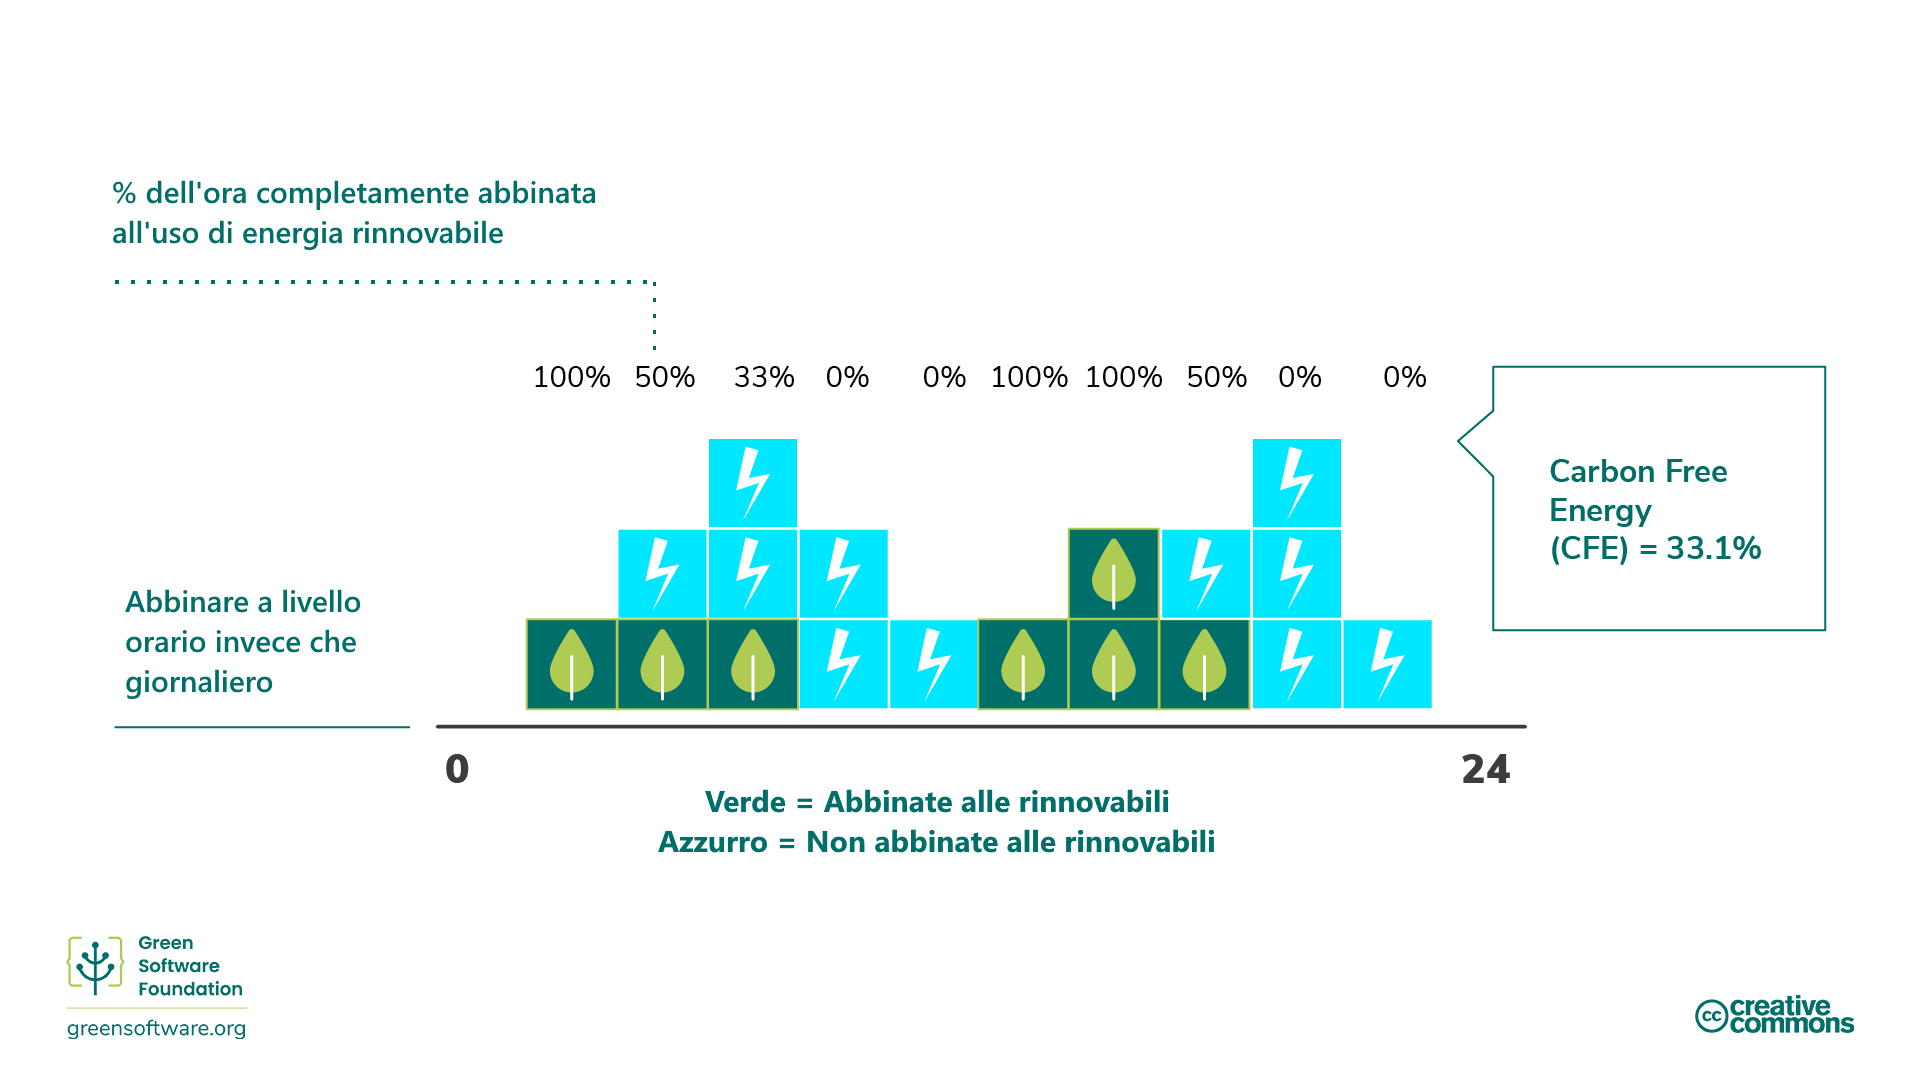 % dell'ora completamente abbinata
all'uso di energia rinnovabile
100% 50% 33% 0% 0% 100% 100% 50% 0% 0%
Carbon Free
Energy
(CFE) = 33.1%
Abbinare a livello
orario invece che
giornaliero
0 24
Verde = Abbinate alle rinnovabili
Azzurro = Non abbinate alle rinnovabili
Green
Software
Foundation
greensoftware.org
cc creative
commons